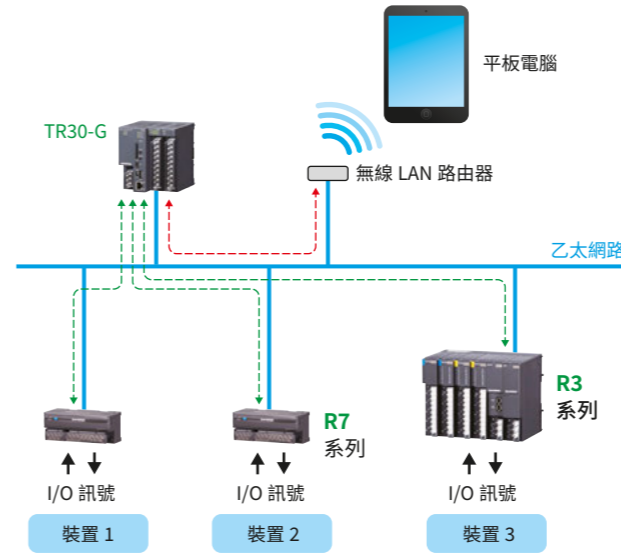 平板電腦
TR30-G
無線 LAN 路由器
乙太網路
R7
系列
R3
系列
I/O 訊號
I/O 訊號
I/O 訊號
裝置 1
裝置 2
裝置 3